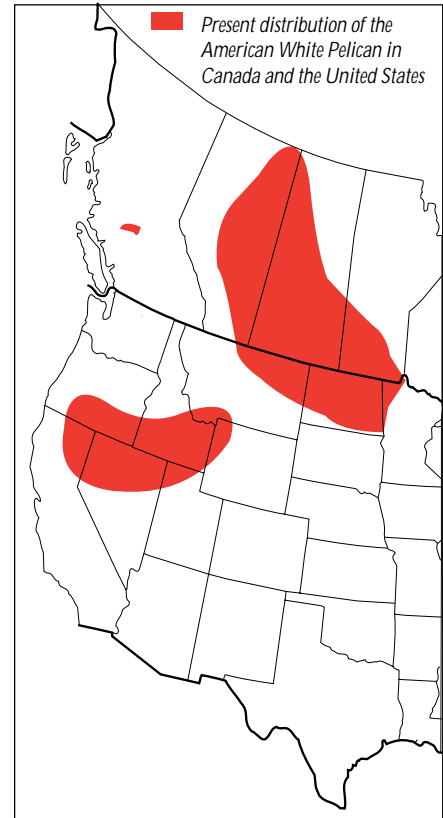 Present distribution of the
American White Pelican in
Canada and the United States